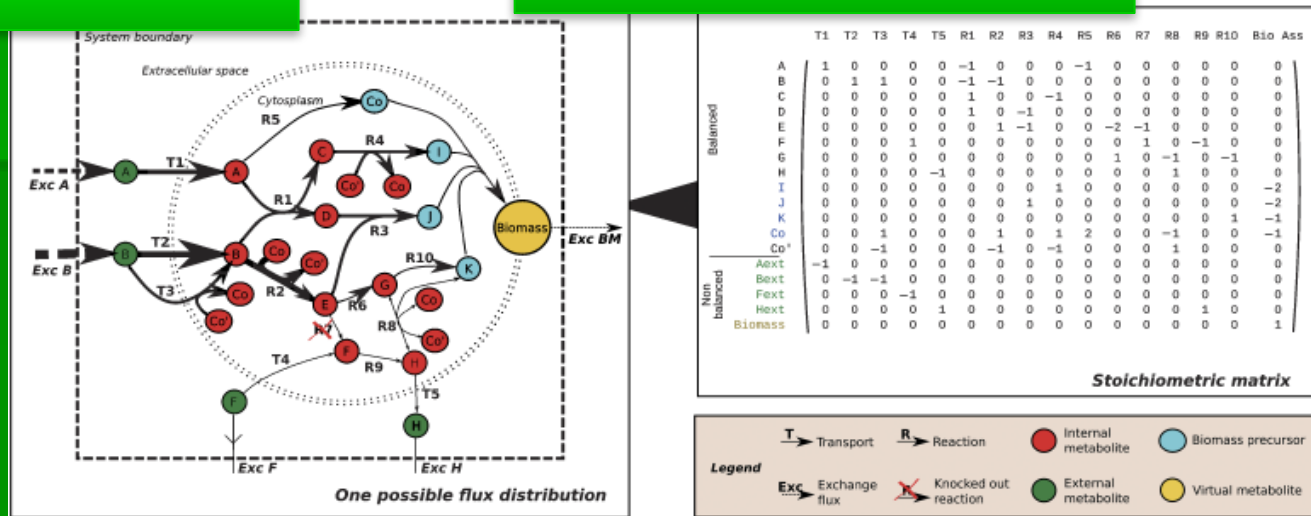 System boundary
Extracellular space
Cytoplasm
Co
R5
C
R4
I
Co'
Co
Exc A
A
T1
A
R1
D
J
R3
Biomass
Exc BM
Exc B
B
T2
B
Co
Co'
R2
T3
Co
Co'
E
R6
G
R10
K
Co
R7
R8
Co'
F
R9
H
T4
T5
F
H
Exc F
Exc H
One possible flux distribution
T1 T2 T3 T4 T5 R1 R2 R3 R4 R5 R6 R7 R8 R9 R10 Bio Ass
Balanced
A 1 0 0 0 0 −1 0 0 0 −1 0 0 0 0 0 0
B 0 1 1 0 0 −1 −1 0 0 0 0 0 0 0 0 0
C 0 0 0 0 0 1 0 0 −1 0 0 0 0 0 0 0
D 0 0 0 0 0 1 0 −1 0 0 0 0 0 0 0 0
E 0 0 0 0 0 0 1 −1 0 0 −2 −1 0 0 0 0
F 0 0 0 1 0 0 0 0 0 0 0 1 0 −1 0 0
G 0 0 0 0 0 0 0 0 0 0 1 0 −1 0 −1 0
H 0 0 0 0 −1 0 0 0 0 0 0 0 1 0 0 0
I 0 0 0 0 0 0 0 0 1 0 0 0 0 0 0 −2
J 0 0 0 0 0 0 0 1 0 0 0 0 0 0 0 −2
K 0 0 0 0 0 0 0 0 0 0 0 0 0 0 1 −1
Co 0 0 1 0 0 0 1 0 1 2 0 0 −1 0 0 −1
Co' 0 0 −1 0 0 0 −1 0 −1 0 0 0 1 0 0 0
Non balanced
Aext −1 0 0 0 0 0 0 0 0 0 0 0 0 0 0 0
Bext 0 −1 −1 0 0 0 0 0 0 0 0 0 0 0 0 0
Fext 0 0 0 −1 0 0 0 0 0 0 0 0 0 0 0 0
Hext 0 0 0 0 1 0 0 0 0 0 0 0 0 1 0 0
Biomass 0 0 0 0 0 0 0 0 0 0 0 0 0 0 0 1
Stoichiometric matrix
Legend
T Transport
R Reaction
Internal metabolite
Biomass precursor
Exc Exchange flux
R Knocked out reaction
External metabolite
Virtual metabolite